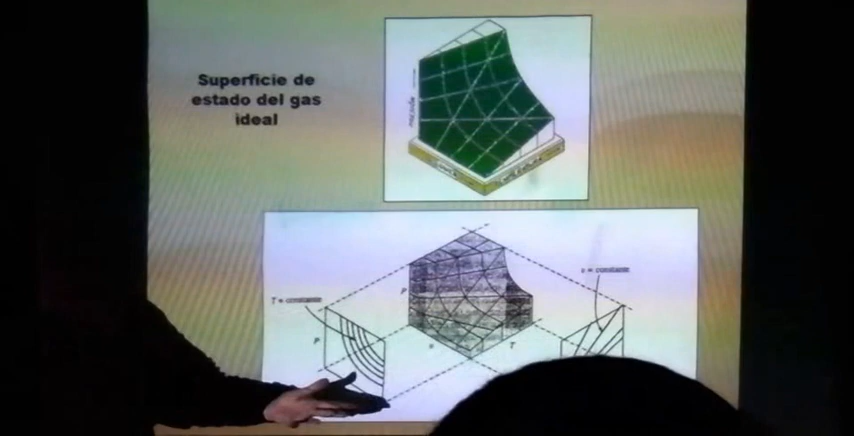 Superficie de
estado del gas
ideal
T = constante
v = constante
P
P
v
T